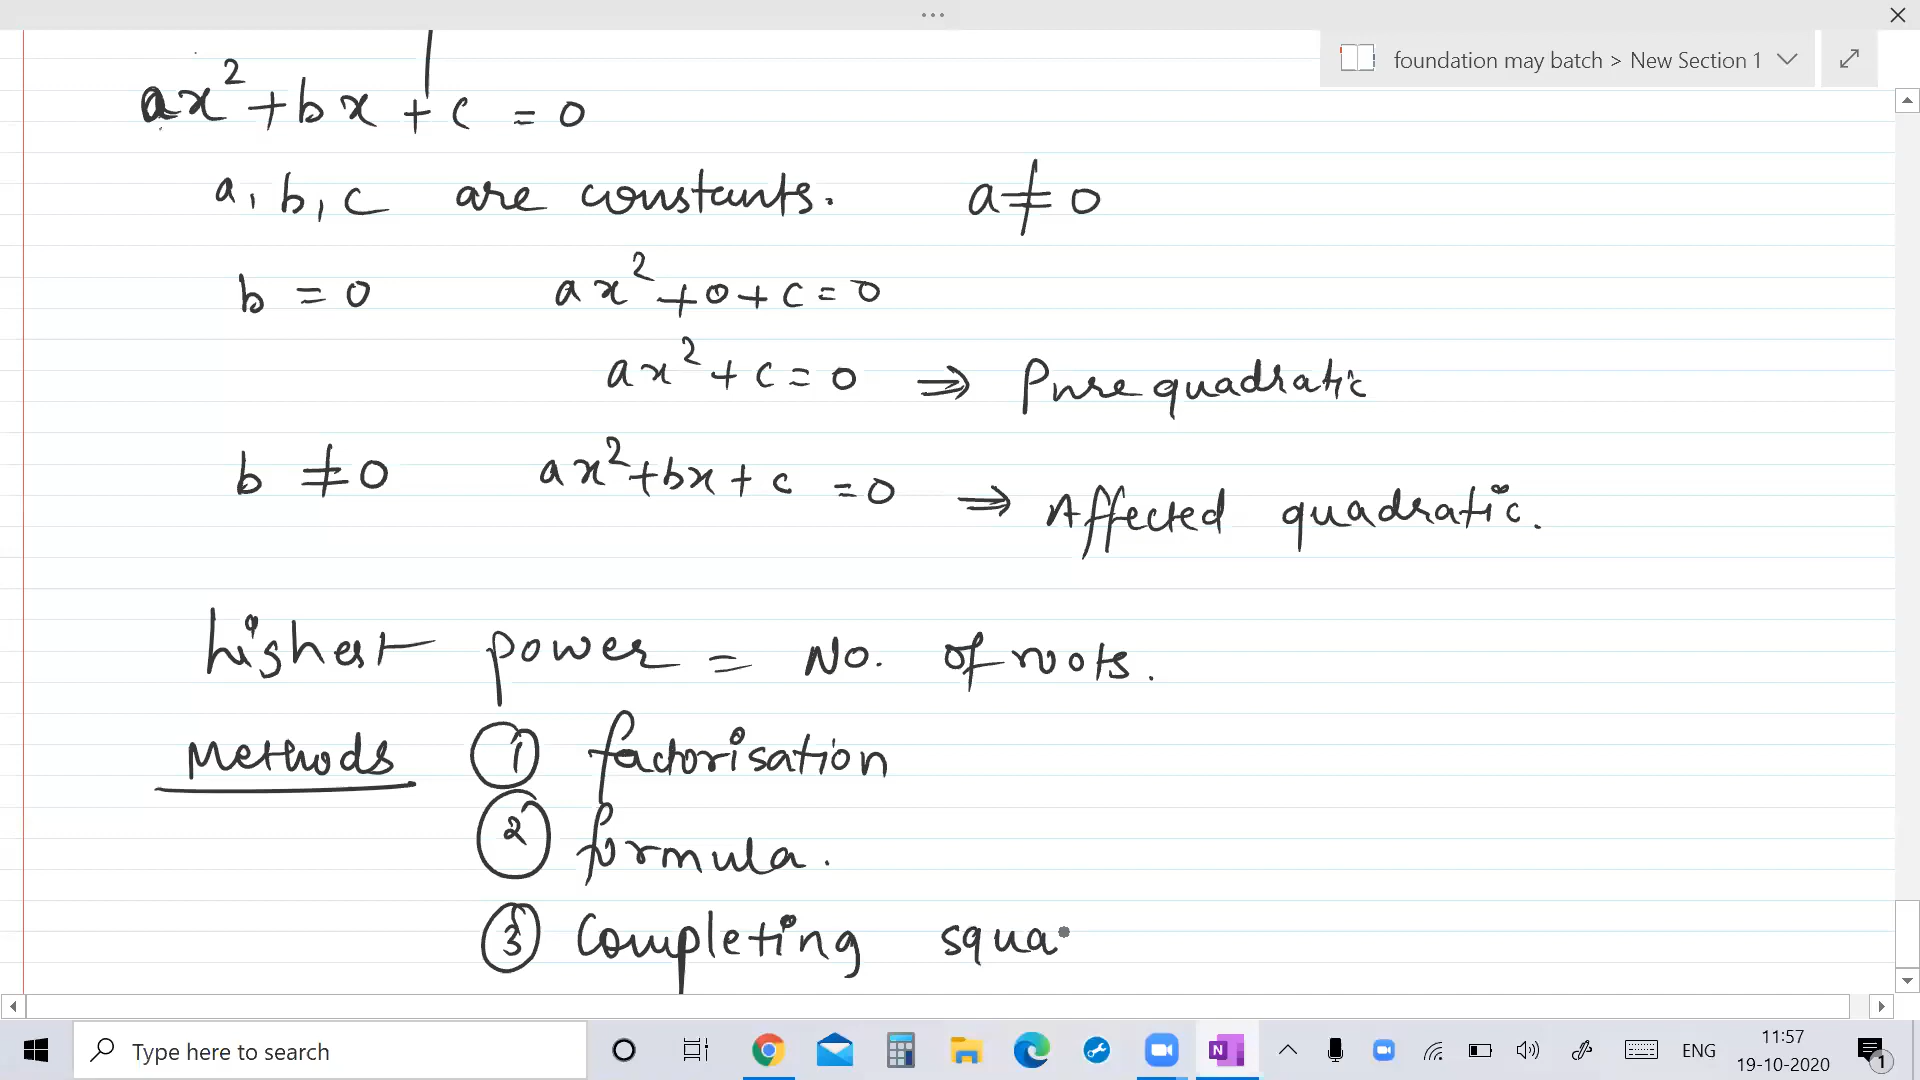 foundation may batch > New Section 1
ax² + bx + c = 0
a, b, c are constants. a ≠ 0
b = 0 ax² + 0 + c = 0
ax² + c = 0 ⇒ Pure quadratic
b ≠ 0 ax² + bx + c = 0 ⇒ Affected quadratic.
highest power = No. of roots.
Methods ① factorisation
② formula.
③ Completing squa
Type here to search
ENG
11:57
19-10-2020
1